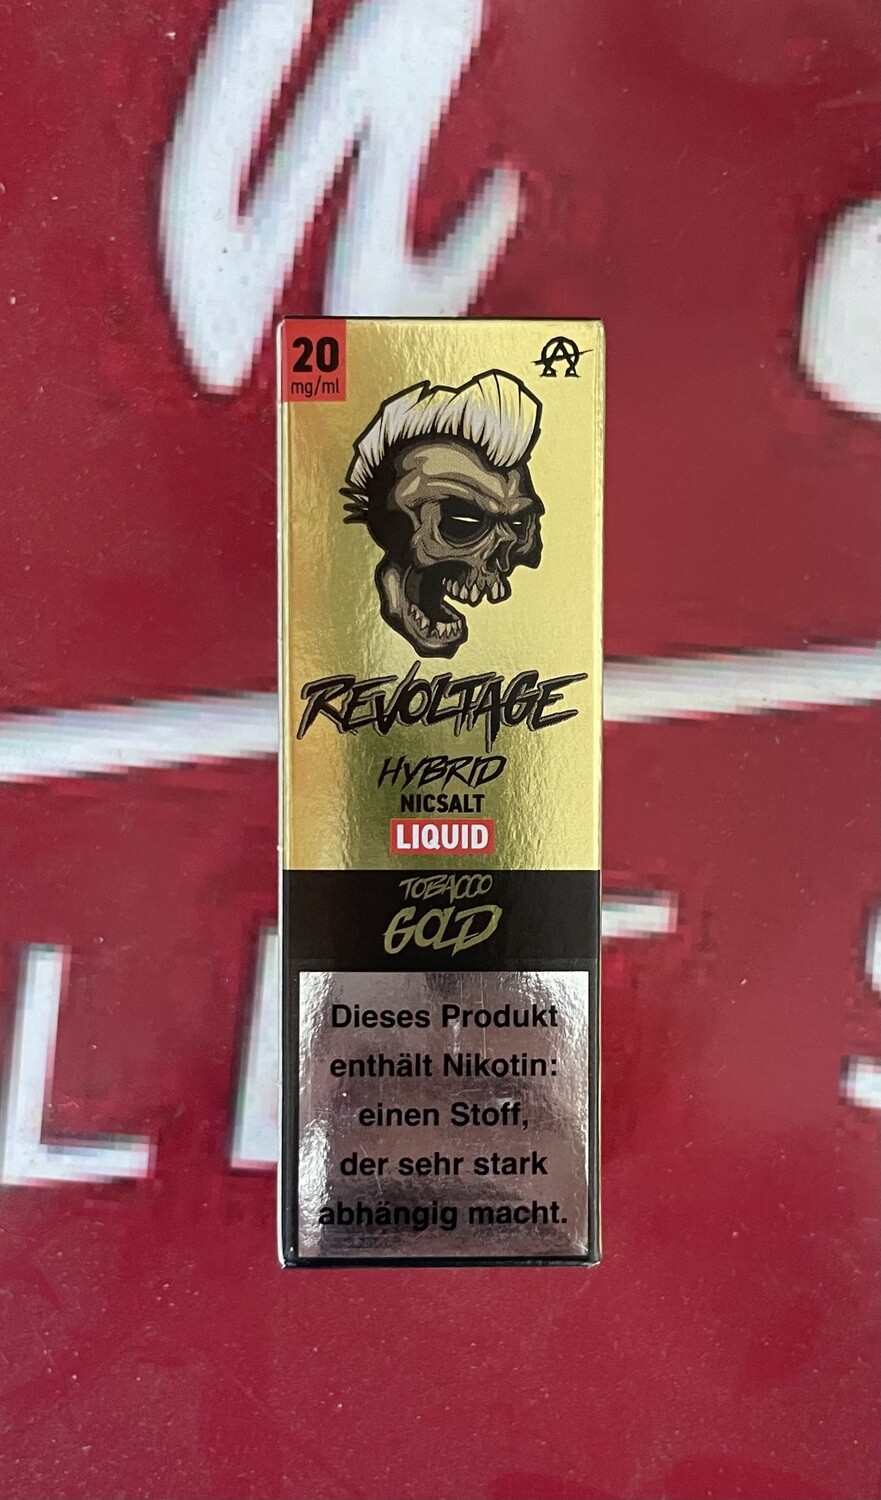 20
mg/ml
REVOLTAGE
HYBRID
NICSALT
LIQUID
TOBACCO
GOLD
Dieses Produkt
enthält Nikotin:
einen Stoff,
der sehr stark
abhängig macht.